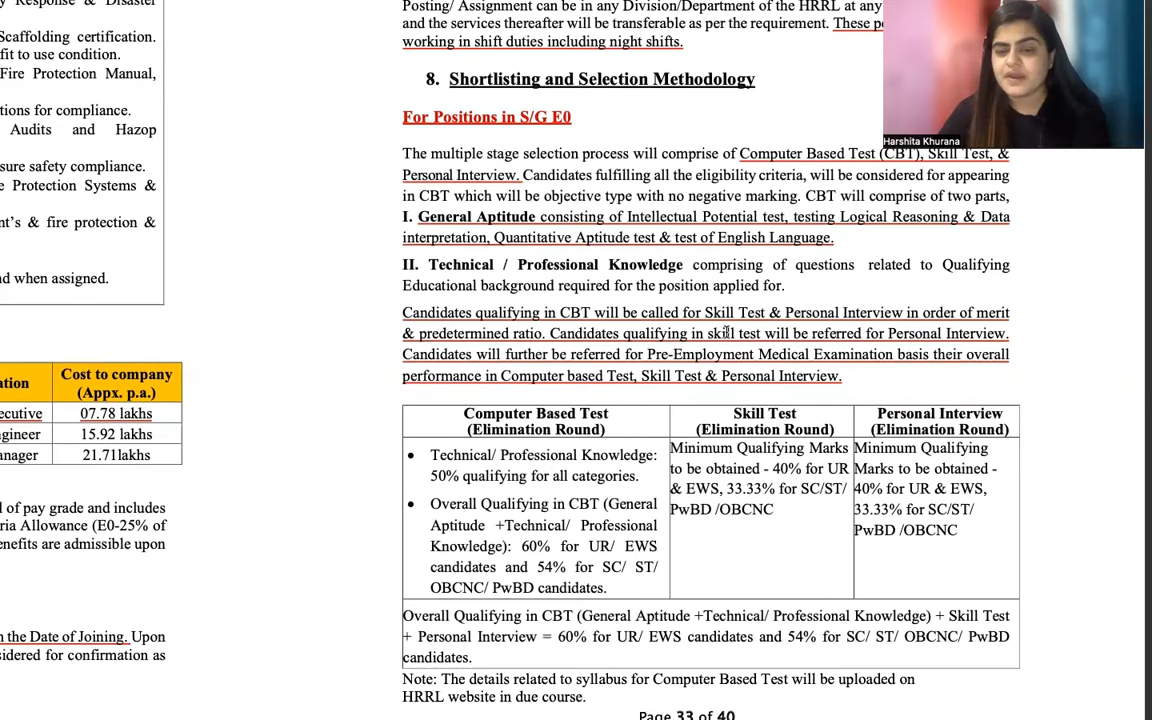 y Response & Disaster
Scaffolding certification.
fit to use condition.
Fire Protection Manual,
tions for compliance.
Audits and Hazop
sure safety compliance.
e Protection Systems &
nt's & fire protection &
nd when assigned.
ation Cost to company
(Appx. p.a.)
ecutive 07.78 lakhs
ngineer 15.92 lakhs
anager 21.71lakhs
l of pay grade and includes
ria Allowance (E0-25% of
enefits are admissible upon
n the Date of Joining. Upon
sidered for confirmation as
Posting/ Assignment can be in any Division/Department of the HRRL at any
and the services thereafter will be transferable as per the requirement. These p
working in shift duties including night shifts.
8. Shortlisting and Selection Methodology
For Positions in S/G E0
The multiple stage selection process will comprise of Computer Based Test (CBT), Skill Test, &
Personal Interview. Candidates fulfilling all the eligibility criteria, will be considered for appearing
in CBT which will be objective type with no negative marking. CBT will comprise of two parts,
I. General Aptitude consisting of Intellectual Potential test, testing Logical Reasoning & Data
interpretation, Quantitative Aptitude test & test of English Language.
II. Technical / Professional Knowledge comprising of questions related to Qualifying
Educational background required for the position applied for.
Candidates qualifying in CBT will be called for Skill Test & Personal Interview in order of merit
& predetermined ratio. Candidates qualifying in skill test will be referred for Personal Interview.
Candidates will further be referred for Pre-Employment Medical Examination basis their overall
performance in Computer based Test, Skill Test & Personal Interview.
Computer Based Test
(Elimination Round)
• Technical/ Professional Knowledge:
50% qualifying for all categories.
• Overall Qualifying in CBT (General
Aptitude +Technical/ Professional
Knowledge): 60% for UR/ EWS
candidates and 54% for SC/ ST/
OBCNC/ PwBD candidates.
Skill Test
(Elimination Round)
Minimum Qualifying Marks
to be obtained - 40% for UR
& EWS, 33.33% for SC/ST/
PwBD /OBCNC
Personal Interview
(Elimination Round)
Minimum Qualifying
Marks to be obtained -
40% for UR & EWS,
33.33% for SC/ST/
PwBD /OBCNC
Overall Qualifying in CBT (General Aptitude +Technical/ Professional Knowledge) + Skill Test
+ Personal Interview = 60% for UR/ EWS candidates and 54% for SC/ ST/ OBCNC/ PwBD
candidates.
Note: The details related to syllabus for Computer Based Test will be uploaded on
HRRL website in due course.
Page 33 of 40
Harshita Khurana